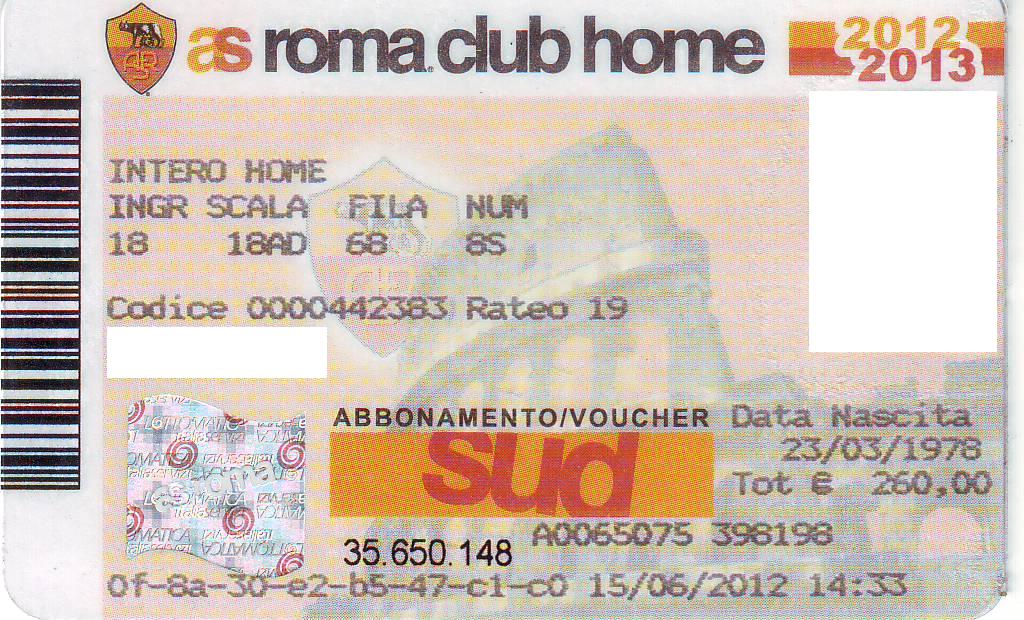 as roma club home
2012
2013
INTERO HOME
INGR SCALA FILA NUM
18 18AD 68 8S
Codice 0000442383 Rateo 19
ABBONAMENTO/VOUCHER
sud
Data Nascita
23/03/1978
Tot € 260,00
A0065075 398198
35.650.148
0f-8a-30-e2-b5-47-c1-c0 15/06/2012 14:33
LOTTOMATICA